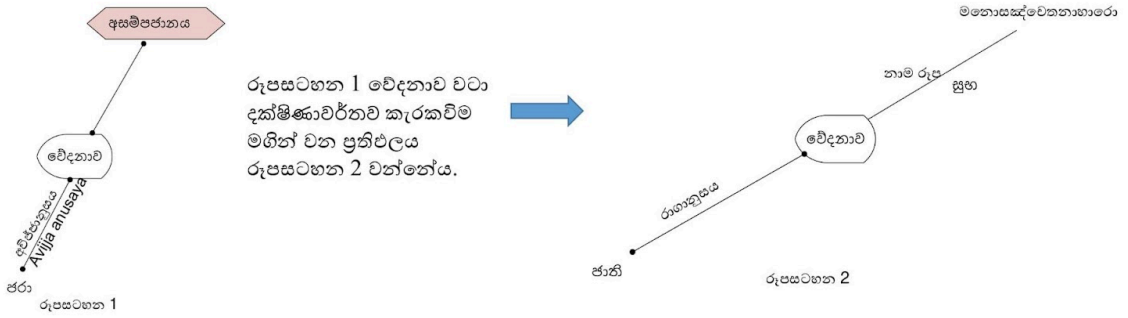 අසම්පජානය
වේදනාව
අවිජ්ජානුසය
Avijja anusaya
ජරා
රූපසටහන 1
රූපසටහන 1 වේදනාව වටා
දක්ෂිණාවර්තව කැරකවීම
මගින් වන ප්‍රතිඵලය
රූපසටහන 2 වන්නේය.
මනොසඤ්චෙතනාහාරො
නාම රූප
සුභ
වේදනාව
රාගානුසය
ජාති
රූපසටහන 2